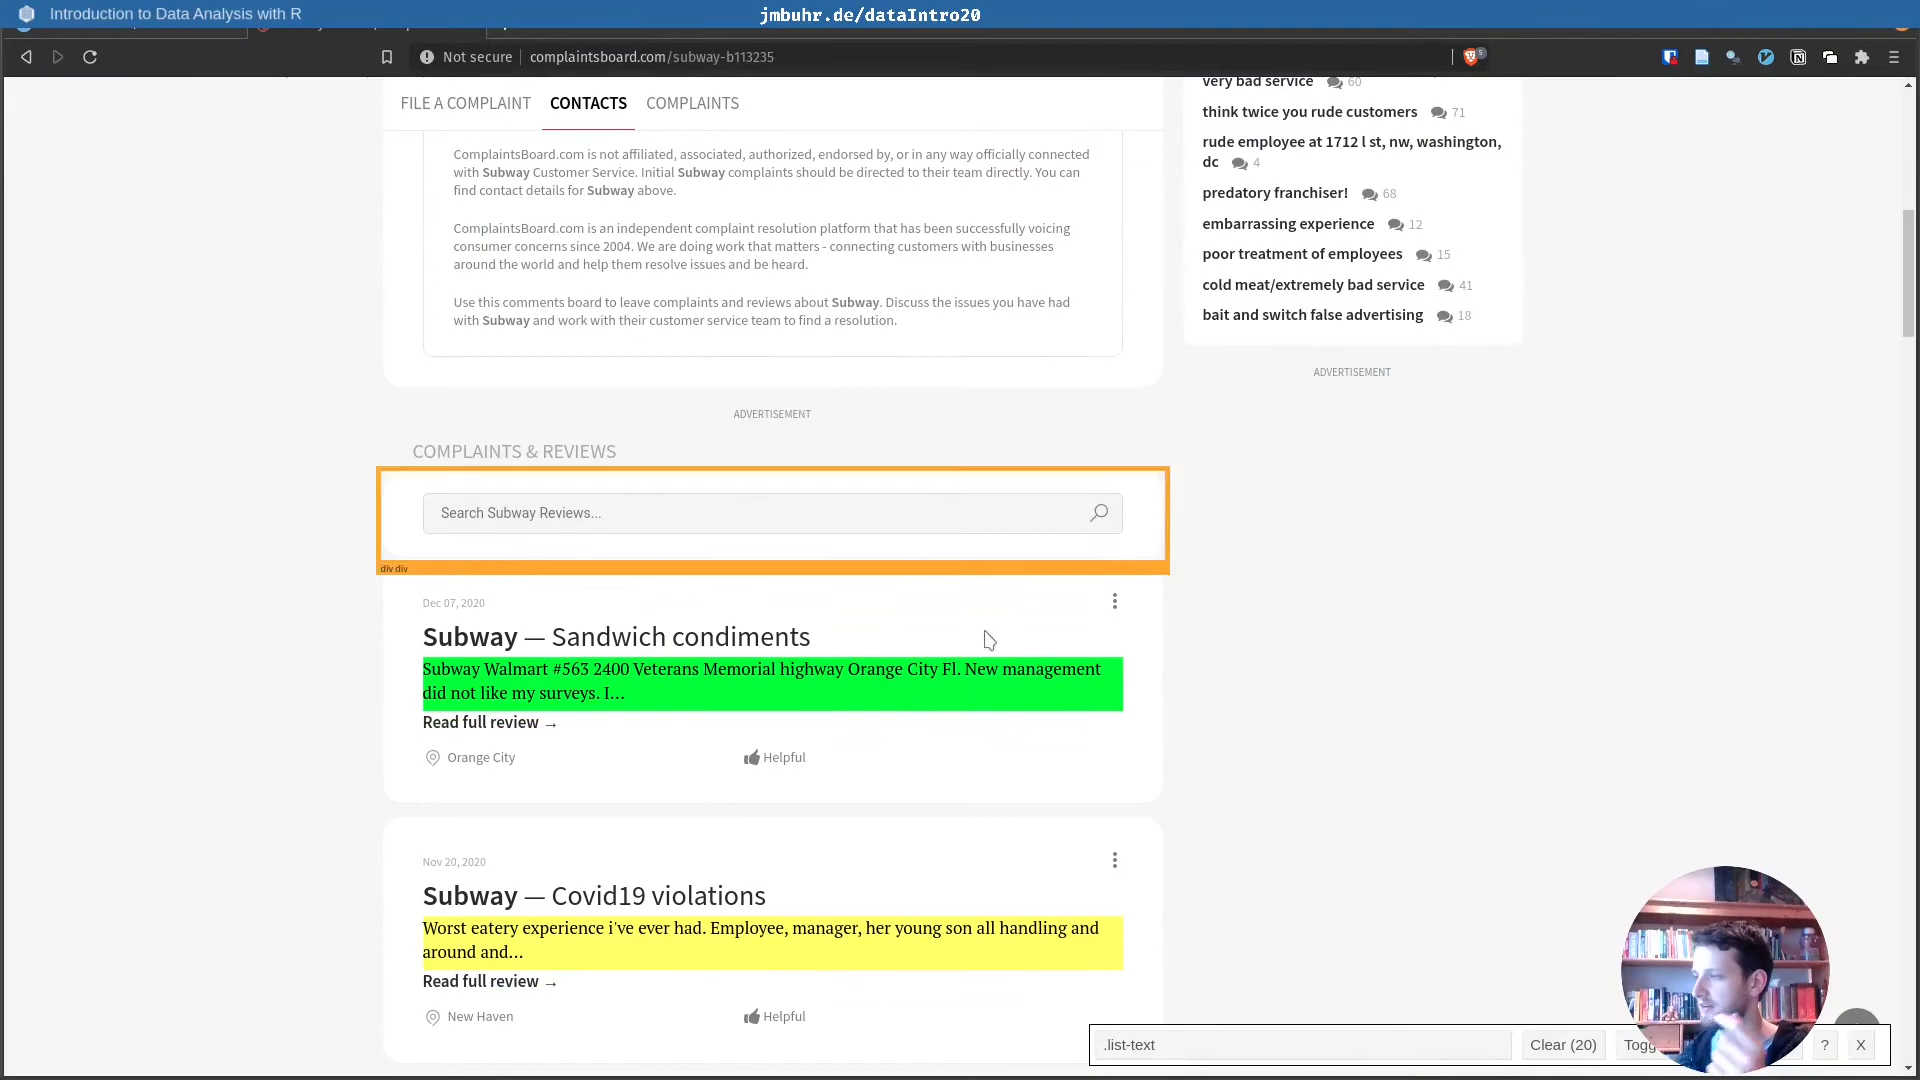 Introduction to Data Analysis with R
jmbuhr.de/dataIntro20
Not secure
complaintsboard.com/subway-b113235
FILE A COMPLAINT CONTACTS COMPLAINTS
ComplaintsBoard.com is not affiliated, associated, authorized, endorsed by, or in any way officially connected
with Subway Customer Service. Initial Subway complaints should be directed to their team directly. You can
find contact details for Subway above.
ComplaintsBoard.com is an independent complaint resolution platform that has been successfully voicing
consumer concerns since 2004. We are doing work that matters - connecting customers with businesses
around the world and help them resolve issues and be heard.
Use this comments board to leave complaints and reviews about Subway. Discuss the issues you have had
with Subway and work with their customer service team to find a resolution.
ADVERTISEMENT
COMPLAINTS & REVIEWS
Search Subway Reviews...
div div
Dec 07, 2020
Subway — Sandwich condiments
Subway Walmart #563 2400 Veterans Memorial highway Orange City Fl. New management
did not like my surveys. I...
Read full review →
Orange City
Helpful
Nov 20, 2020
Subway — Covid19 violations
Worst eatery experience i've ever had. Employee, manager, her young son all handling and
around and...
Read full review →
New Haven
Helpful
very bad service 60
think twice you rude customers 71
rude employee at 1712 l st, nw, washington,
dc 4
predatory franchiser! 68
embarrassing experience 12
poor treatment of employees 15
cold meat/extremely bad service 41
bait and switch false advertising 18
ADVERTISEMENT
.list-text
Clear (20)
?
X